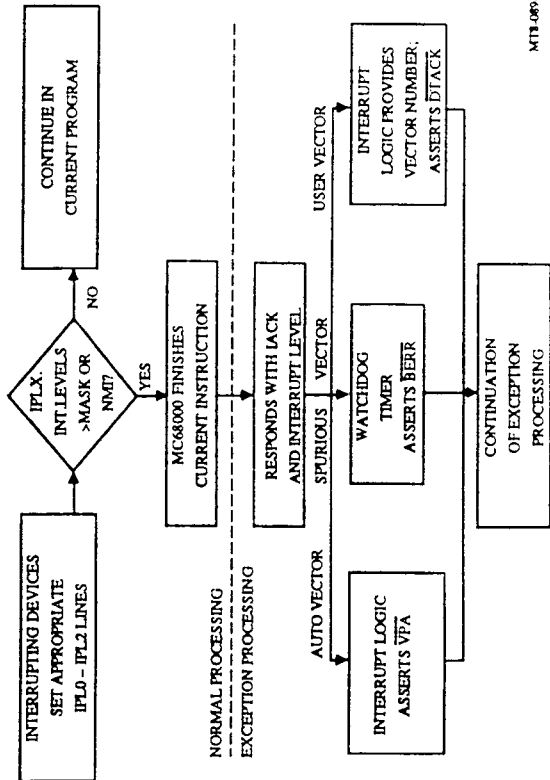 INTERRUPTING DEVICES
SET APPROPRIATE
IPL0 – IPL2 LINES
IPLX.
INT. LEVELS
>MASK OR
NMI?
NO
CONTINUE IN
CURRENT PROGRAM
YES
MC68000 FINISHES
CURRENT INSTRUCTION
NORMAL PROCESSING
EXCEPTION PROCESSING
RESPONDS WITH IACK
AND INTERRUPT LEVEL
AUTO VECTOR
SPURIOUS VECTOR
USER VECTOR
INTERRUPT LOGIC
ASSERTS VPA
WATCHDOG
TIMER
ASSERTS BERR
INTERRUPT
LOGIC PROVIDES
VECTOR NUMBER;
ASSERTS DTACK
CONTINUATION
OF EXCEPTION
PROCESSING
MTT-089